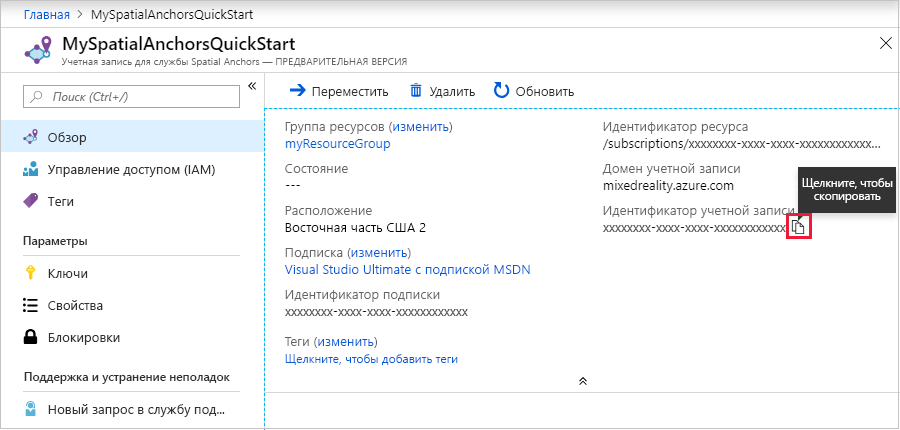 Главная > MySpatialAnchorsQuickStart
MySpatialAnchorsQuickStart
Учетная запись для службы Spatial Anchors — ПРЕДВАРИТЕЛЬНАЯ ВЕРСИЯ
Поиск (Ctrl+/)
«
Обзор
Управление доступом (IAM)
Теги
Параметры
Ключи
Свойства
Блокировки
Поддержка и устранение неполадок
Новый запрос в службу под...
Переместить Удалить Обновить
Группа ресурсов (изменить)
myResourceGroup
Состояние
---
Расположение
Восточная часть США 2
Подписка (изменить)
Visual Studio Ultimate с подпиской MSDN
Идентификатор подписки
xxxxxxxx-xxxx-xxxx-xxxxxxxxxxxx
Теги (изменить)
Щелкните, чтобы добавить теги
Идентификатор ресурса
/subscriptions/xxxxxxxx-xxxx-xxxx-xxxxxxxxxxxx...
Домен учетной записи
mixedreality.azure.com
Щелкните, чтобы
скопировать
Идентификатор учетной записи
xxxxxxxx-xxxx-xxxx-xxxxxxxxxxxx